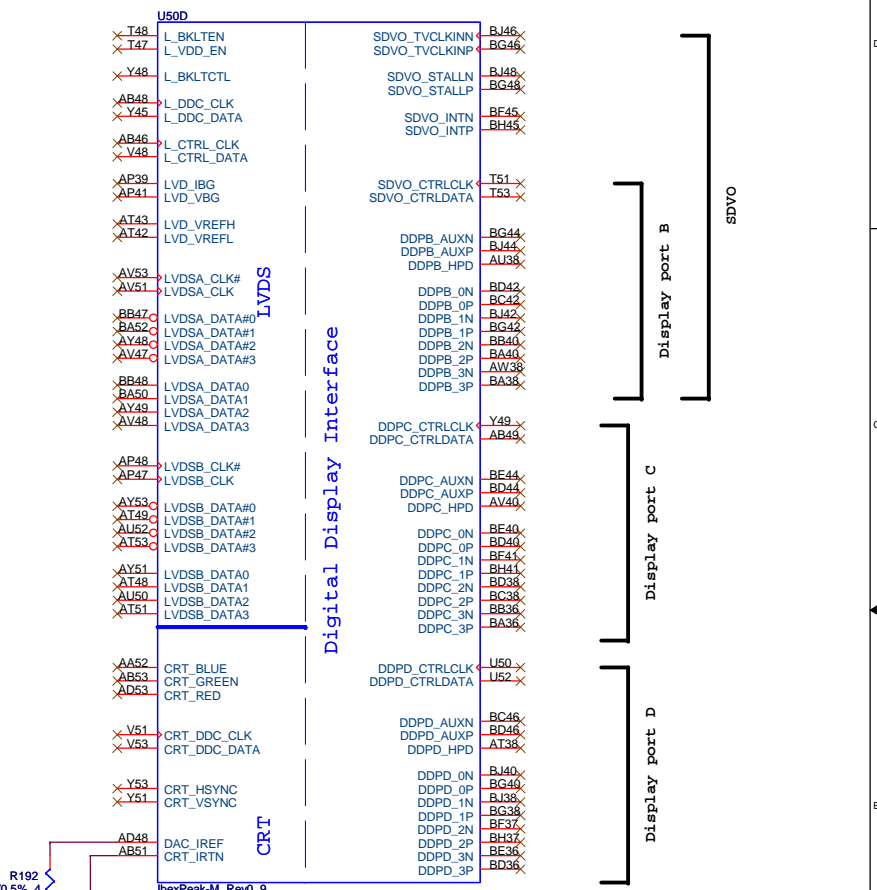 U50D
T48 L_BKLTEN
T47 L_VDD_EN
Y48 L_BKLTCTL
AB48 L_DDC_CLK
Y45 L_DDC_DATA
AB46 L_CTRL_CLK
V48 L_CTRL_DATA
AP39 LVD_IBG
AP41 LVD_VBG
AT43 LVD_VREFH
AT42 LVD_VREFL
AV53 LVDSA_CLK#
AV51 LVDSA_CLK
BB47 LVDSA_DATA#0
BA52 LVDSA_DATA#1
AY48 LVDSA_DATA#2
AV47 LVDSA_DATA#3
BB48 LVDSA_DATA0
BA50 LVDSA_DATA1
AY49 LVDSA_DATA2
AV48 LVDSA_DATA3
AP48 LVDSB_CLK#
AP47 LVDSB_CLK
AY53 LVDSB_DATA#0
AT49 LVDSB_DATA#1
AU52 LVDSB_DATA#2
AT53 LVDSB_DATA#3
AY51 LVDSB_DATA0
AT48 LVDSB_DATA1
AU50 LVDSB_DATA2
AT51 LVDSB_DATA3
LVDS
AA52 CRT_BLUE
AB53 CRT_GREEN
AD53 CRT_RED
V51 CRT_DDC_CLK
V53 CRT_DDC_DATA
Y53 CRT_HSYNC
Y51 CRT_VSYNC
AD48 DAC_IREF
AB51 CRT_IRTN
CRT
R192
Digital Display Interface
SDVO_TVCLKINN BJ46
SDVO_TVCLKINP BG46
SDVO_STALLN BJ48
SDVO_STALLP BG48
SDVO_INTN BF45
SDVO_INTP BH45
SDVO_CTRLCLK T51
SDVO_CTRLDATA T53
DDPB_AUXN BG44
DDPB_AUXP BJ44
DDPB_HPD AU38
DDPB_0N BD42
DDPB_0P BC42
DDPB_1N BJ42
DDPB_1P BG42
DDPB_2N BB40
DDPB_2P BA40
DDPB_3N AW38
DDPB_3P BA38
DDPC_CTRLCLK Y49
DDPC_CTRLDATA AB49
DDPC_AUXN BE44
DDPC_AUXP BD44
DDPC_HPD AV40
DDPC_0N BE40
DDPC_0P BD40
DDPC_1N BF41
DDPC_1P BH41
DDPC_2N BD38
DDPC_2P BC38
DDPC_3N BB36
DDPC_3P BA36
DDPD_CTRLCLK U50
DDPD_CTRLDATA U52
DDPD_AUXN BC46
DDPD_AUXP BD46
DDPD_HPD AT38
DDPD_0N BJ40
DDPD_0P BG40
DDPD_1N BJ38
DDPD_1P BG38
DDPD_2N BF37
DDPD_2P BH37
DDPD_3N BE36
DDPD_3P BD36
Display port B
SDVO
Display port C
Display port D
IbexPeak-M_Rev0_9